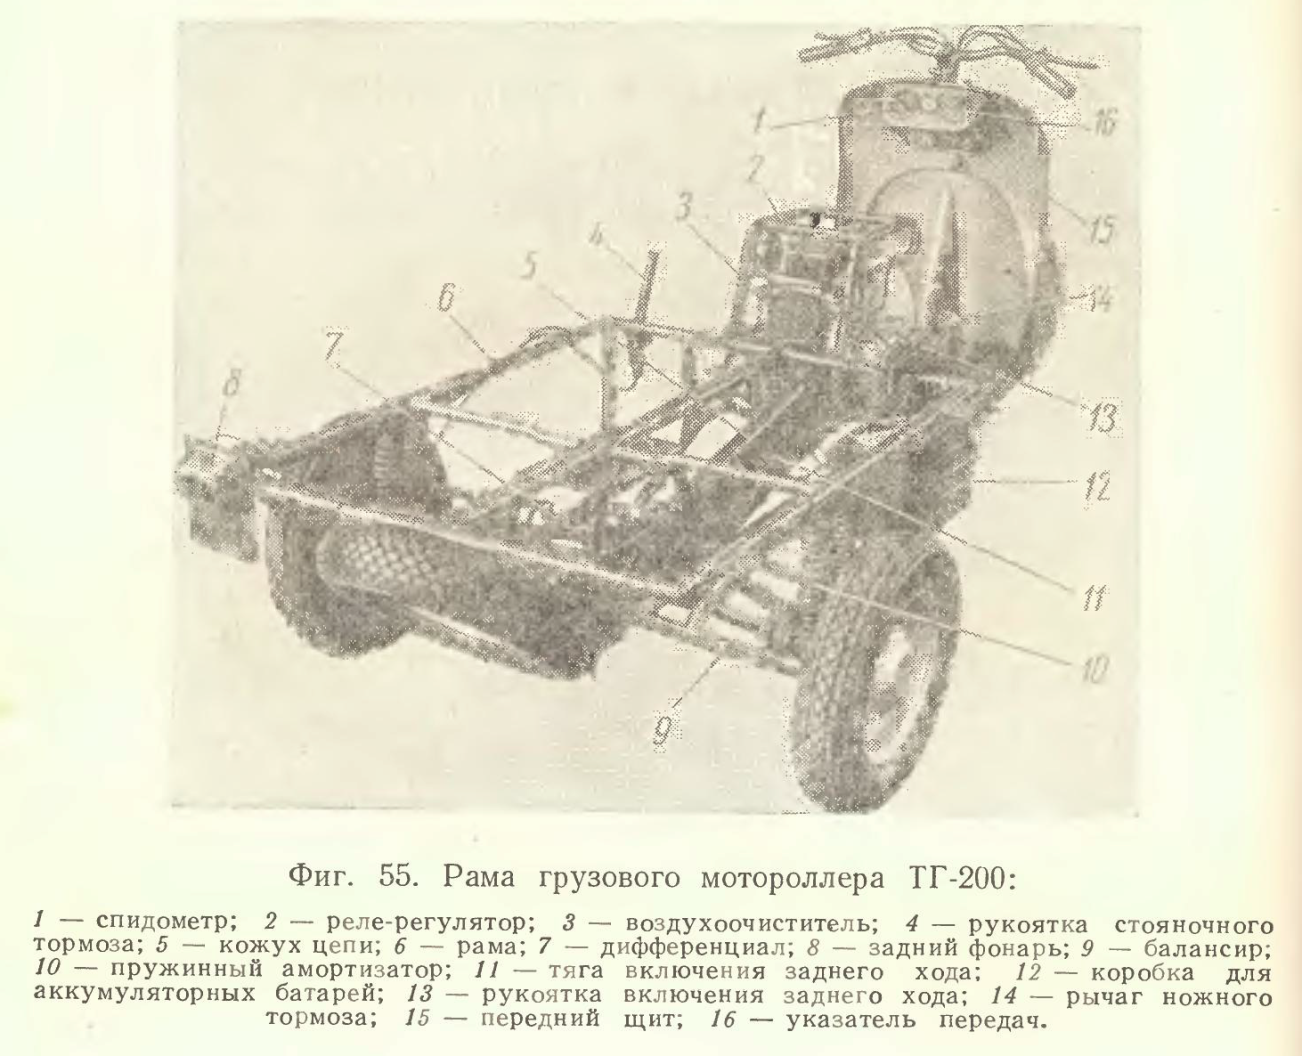 1
16
2
3
15
4
5
6
14
7
8
13
12
11
10
9
Фиг. 55. Рама грузового мотороллера ТГ-200:
1 — спидометр; 2 — реле-регулятор; 3 — воздухоочиститель; 4 — рукоятка стояночного
тормоза; 5 — кожух цепи; 6 — рама; 7 — дифференциал; 8 — задний фонарь; 9 — балансир;
10 — пружинный амортизатор; 11 — тяга включения заднего хода; 12 — коробка для
аккумуляторных батарей; 13 — рукоятка включения заднего хода; 14 — рычаг ножного
тормоза; 15 — передний щит; 16 — указатель передач.